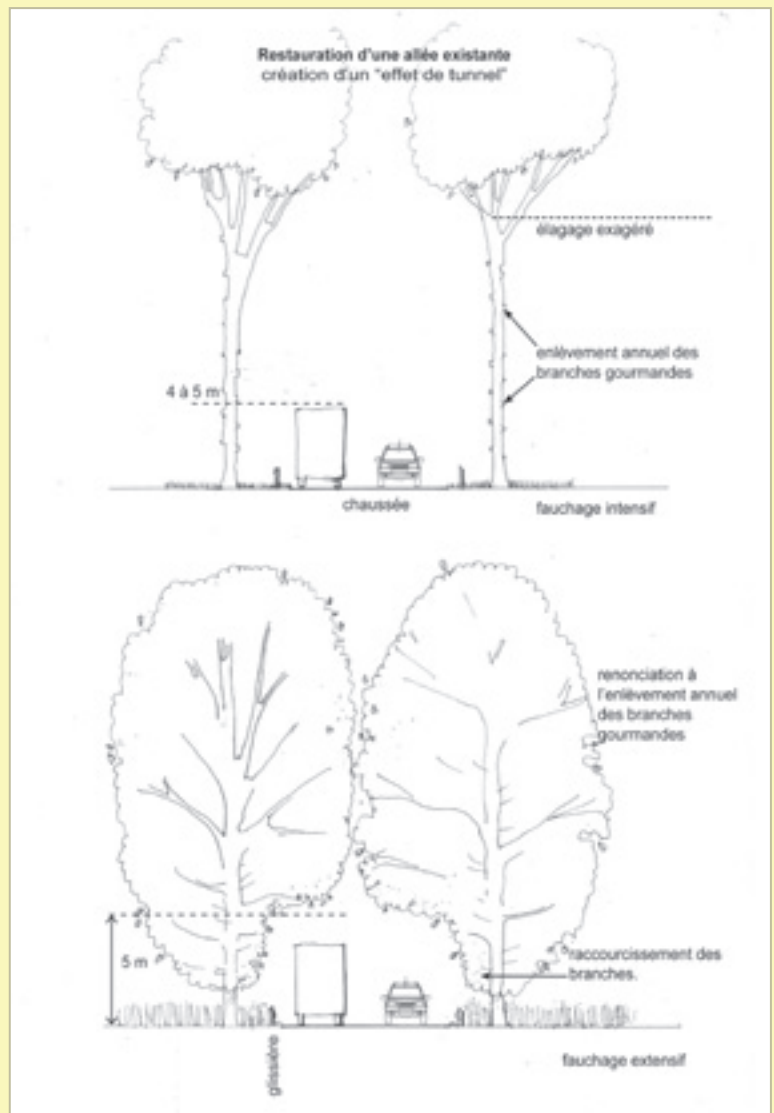 Restauration d'une allée existante
création d'un "effet de tunnel"
élagage exagéré
enlèvement annuel des
branches gourmandes
4 à 5 m
chaussée
fauchage intensif
renonciation à
l'enlèvement annuel
des branches
gourmandes
5 m
raccourcissement des
branches.
glissière
fauchage extensif